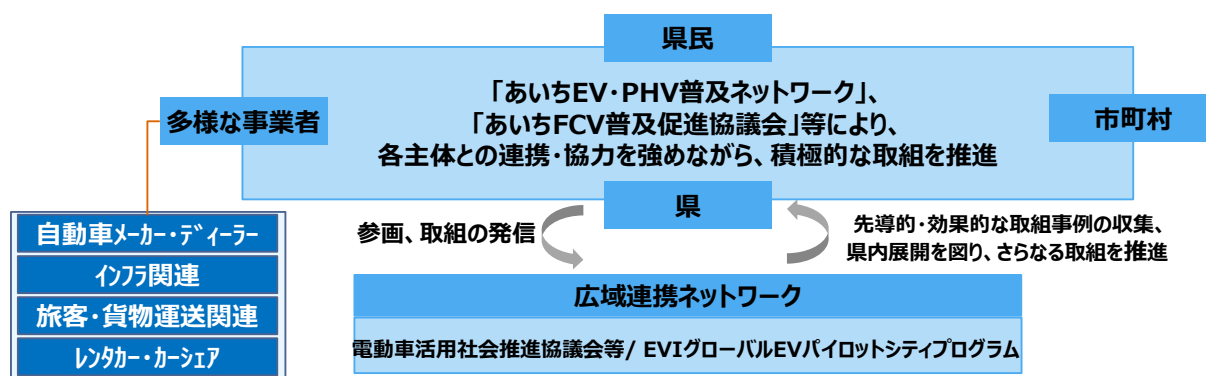 県民
「あいちEV・PHV普及ネットワーク」、
「あいちFCV普及促進協議会」等により、
各主体との連携・協力を強めながら、積極的な取組を推進
多様な事業者
市町村
県
自動車ﾒｰｶｰ・ﾃﾞｨｰﾗｰ
ｲﾝﾌﾗ関連
旅客・貨物運送関連
ﾚﾝﾀｶｰ・ｶｰｼｪｱ
参画、取組の発信
先導的・効果的な取組事例の収集、
県内展開を図り、さらなる取組を推進
広域連携ネットワーク
電動車活用社会推進協議会等/ EVIグローバルEVパイロットシティプログラム